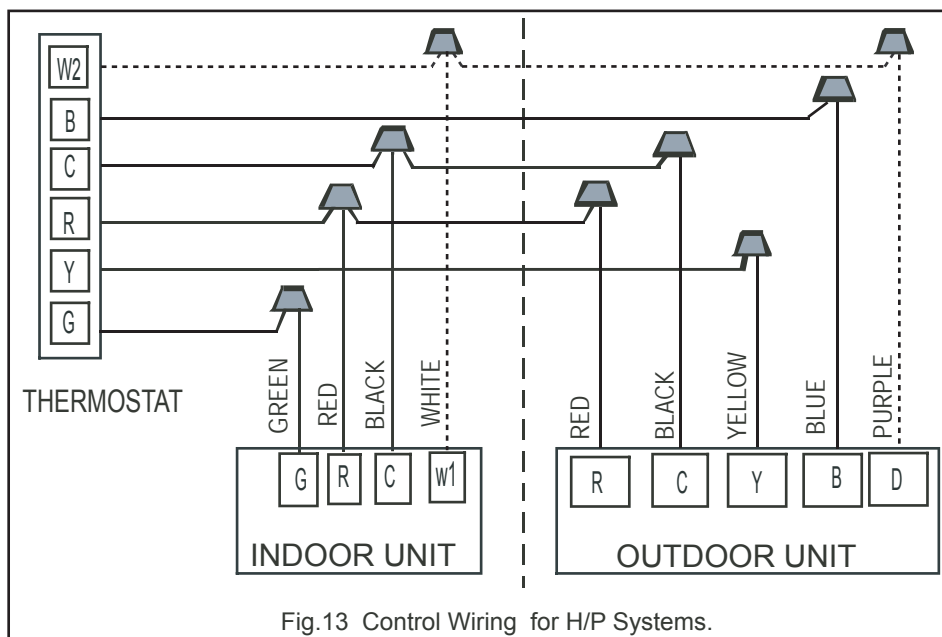 W2
B
C
R
Y
G
THERMOSTAT
GREEN
RED
BLACK
WHITE
RED
BLACK
YELLOW
BLUE
PURPLE
G R C w1
R C Y B D
INDOOR UNIT
OUTDOOR UNIT
Fig.13 Control Wiring for H/P Systems.